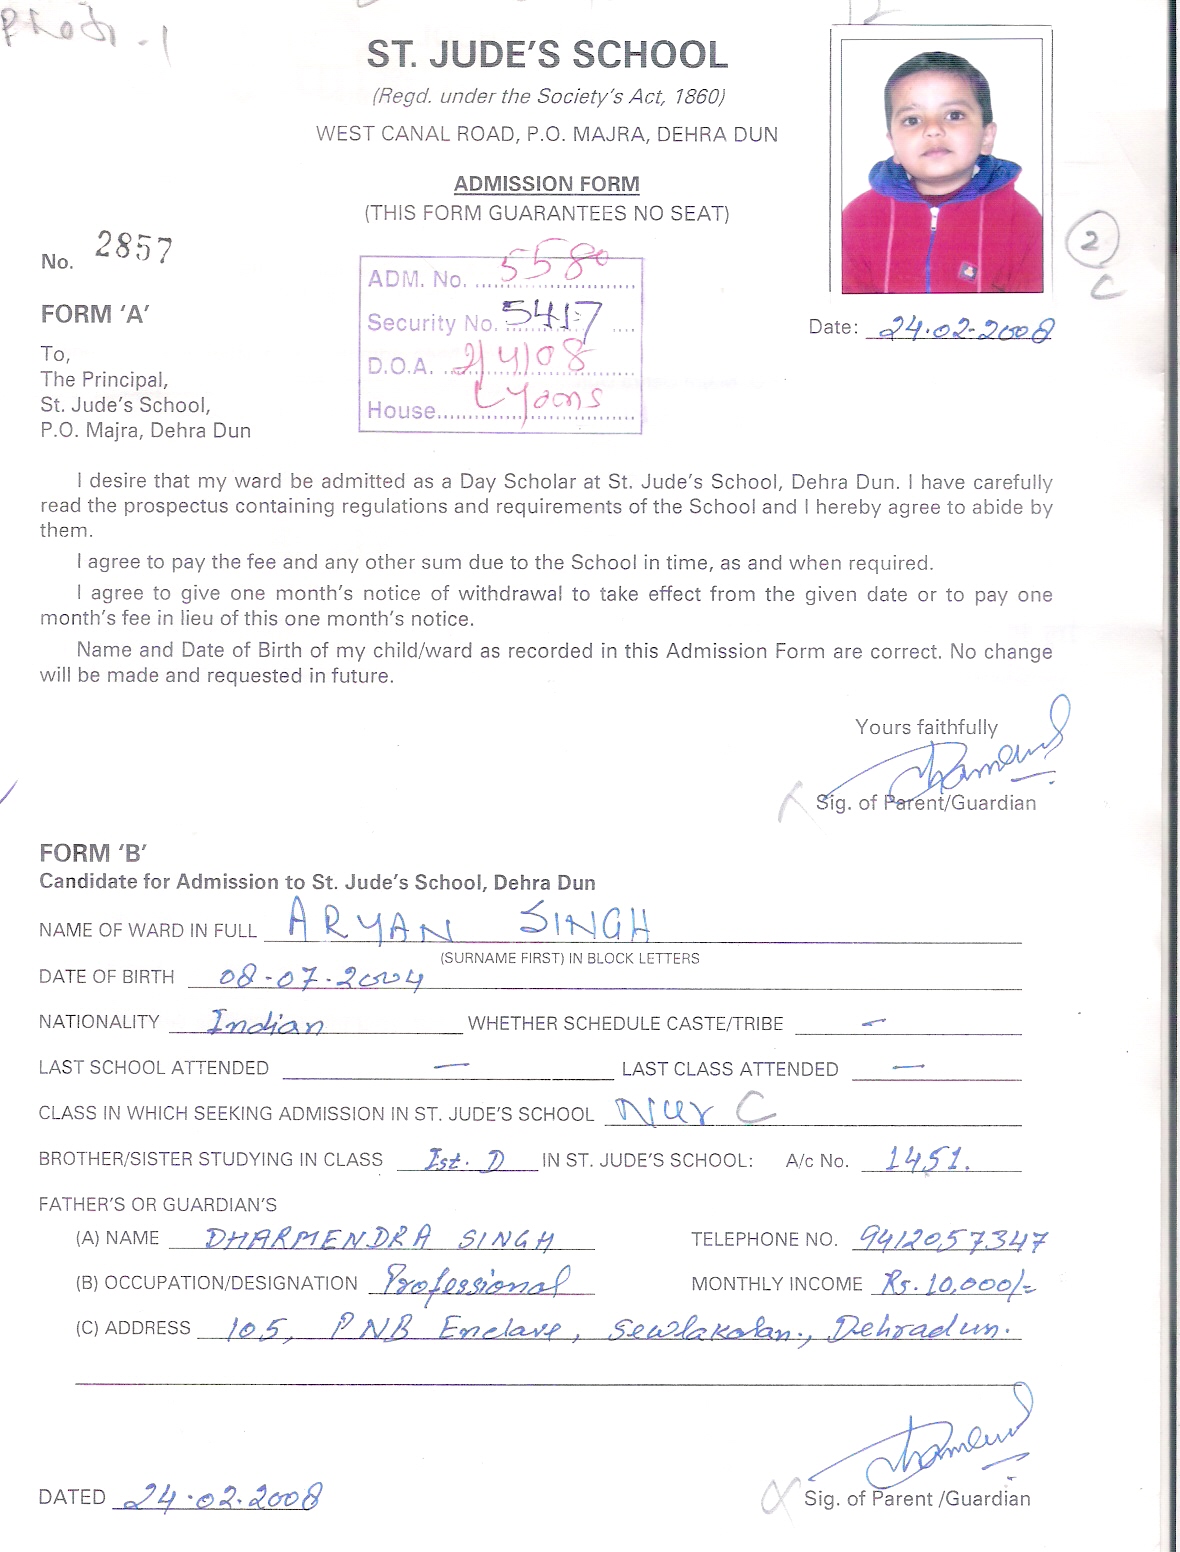 ST. JUDE'S SCHOOL
(Regd. under the Society's Act, 1860)
WEST CANAL ROAD, P.O. MAJRA, DEHRA DUN
ADMISSION FORM
(THIS FORM GUARANTEES NO SEAT)
No. 2857
2
C
ADM. No. 5580
Security No. 5417
D.O.A. 2/4/08
House Lyons
Date: 24.02-2008
FORM 'A'
To,
The Principal,
St. Jude's School,
P.O. Majra, Dehra Dun
I desire that my ward be admitted as a Day Scholar at St. Jude's School, Dehra Dun. I have carefully
read the prospectus containing regulations and requirements of the School and I hereby agree to abide by
them.
I agree to pay the fee and any other sum due to the School in time, as and when required.
I agree to give one month's notice of withdrawal to take effect from the given date or to pay one
month's fee in lieu of this one month's notice.
Name and Date of Birth of my child/ward as recorded in this Admission Form are correct. No change
will be made and requested in future.
Yours faithfully
Sig. of Parent/Guardian
FORM 'B'
Candidate for Admission to St. Jude's School, Dehra Dun
NAME OF WARD IN FULL ARYAN SINGH
(SURNAME FIRST) IN BLOCK LETTERS
DATE OF BIRTH 08-07-2004
NATIONALITY Indian WHETHER SCHEDULE CASTE/TRIBE —
LAST SCHOOL ATTENDED — LAST CLASS ATTENDED —
CLASS IN WHICH SEEKING ADMISSION IN ST. JUDE'S SCHOOL Nur C
BROTHER/SISTER STUDYING IN CLASS Ist. D IN ST. JUDE'S SCHOOL: A/c No. 1451.
FATHER'S OR GUARDIAN'S
(A) NAME DHARMENDRA SINGH TELEPHONE NO. 9412057347
(B) OCCUPATION/DESIGNATION Professional MONTHLY INCOME Rs. 10,000/-
(C) ADDRESS 105, PNB Enclave, Sewlakalan., Dehradun.
DATED 24.02.2008
Sig. of Parent /Guardian